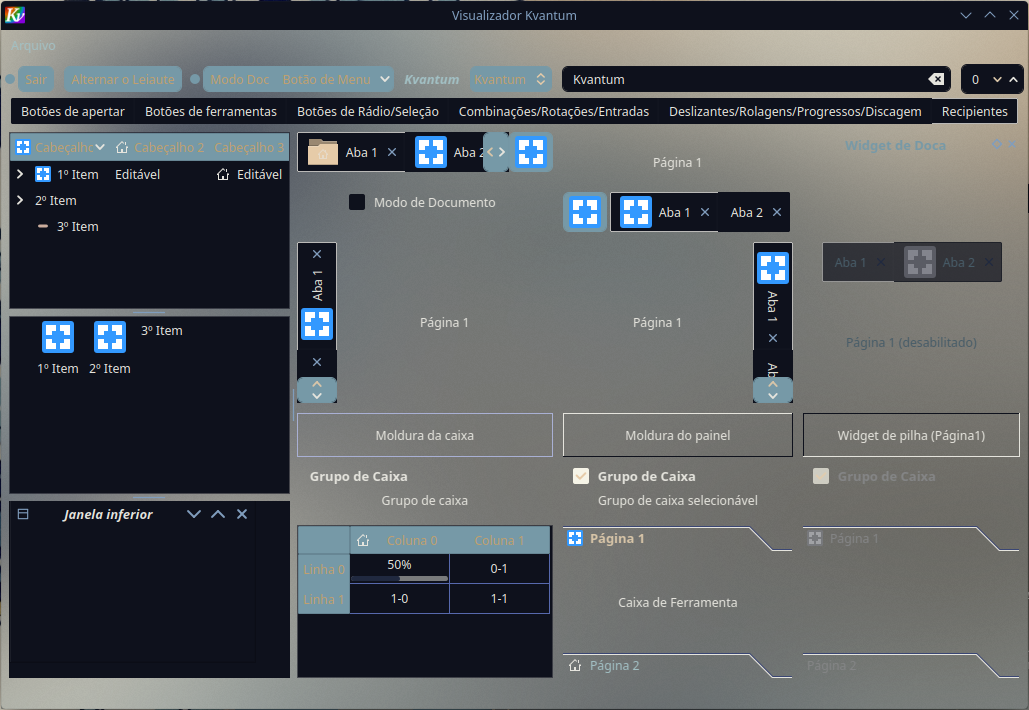 Visualizador Kvantum
Arquivo
Sair Alternar o Leiaute Modo Doc Botão de Menu Kvantum Kvantum Kvantum 0
Botões de apertar Botões de ferramentas Botões de Rádio/Seleção Combinações/Rotações/Entradas Deslizantes/Rolagens/Progressos/Discagem Recipientes
Cabeçalho Cabeçalho 2 Cabeçalho 3
1º Item Editável Editável
2º Item
3º Item
1º Item 2º Item 3º Item
Janela inferior
Aba 1 Aba 2
Página 1
Modo de Documento
Aba 1
Página 1
Aba 1 Aba 2
Página 1
Aba 1
Ab
Widget de Doca
Aba 1 Aba 2
Página 1 (desabilitado)
Moldura da caixa Moldura do painel Widget de pilha (Página1)
Grupo de Caixa Grupo de Caixa Grupo de Caixa
Grupo de caixa Grupo de caixa selecionável
Coluna 0 Coluna 1
Linha 0 50% 0-1
Linha 1 1-0 1-1
Página 1 Página 1
Caixa de Ferramenta
Página 2 Página 2